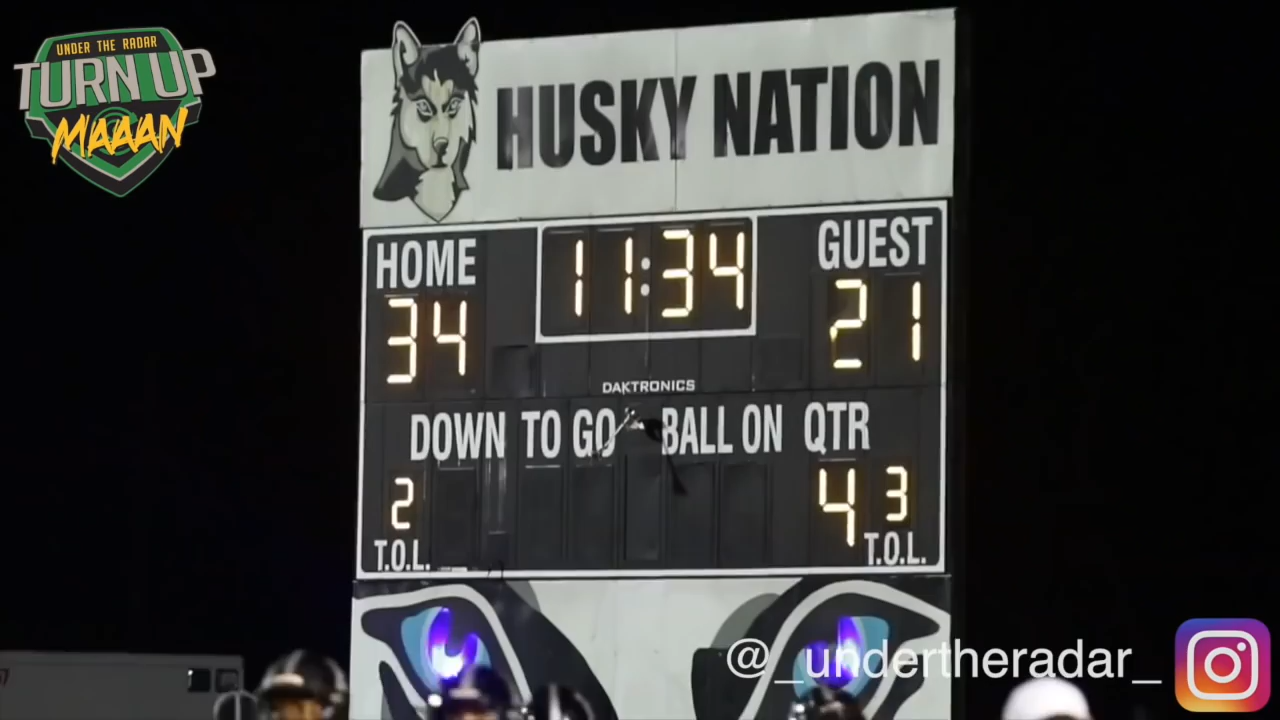 UNDER THE RADAR
TURN UP
MAAAN
HUSKY NATION
HOME
11:34
GUEST
34
21
DAKTRONICS
DOWN TO GO BALL ON QTR
2
4
3
T.O.L.
T.O.L.
@_undertheradar_